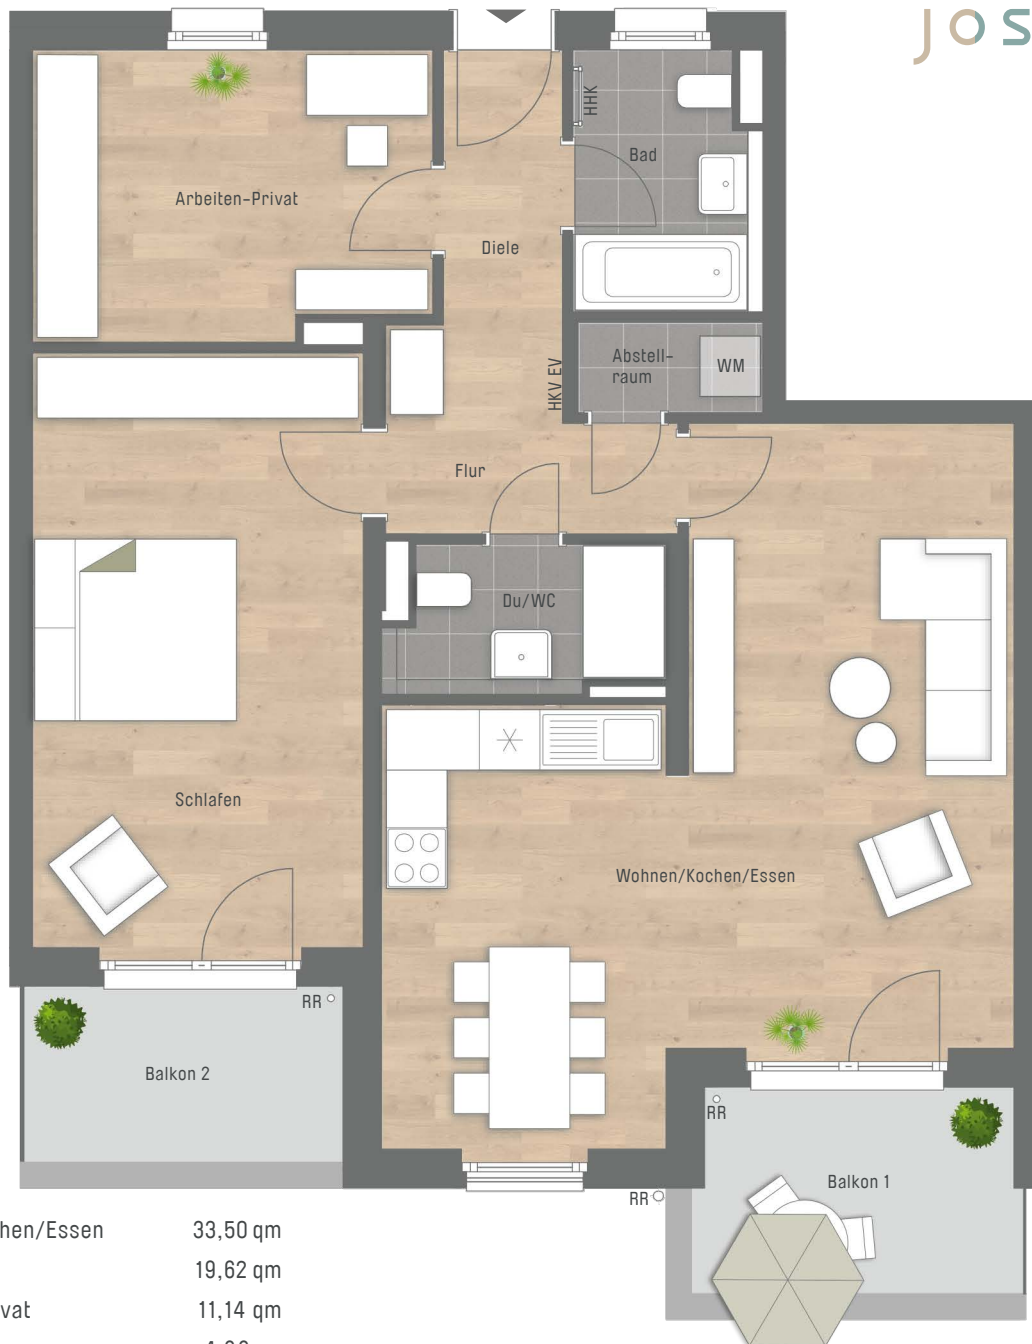 JOS
HHK
Bad
Arbeiten-Privat
Diele
Abstell-
raum
WM
HKV EV
Flur
Du/WC
Schlafen
Wohnen/Kochen/Essen
RR
Balkon 2
RR
Balkon 1
RR
hen/Essen 33,50 qm
19,62 qm
vat 11,14 qm